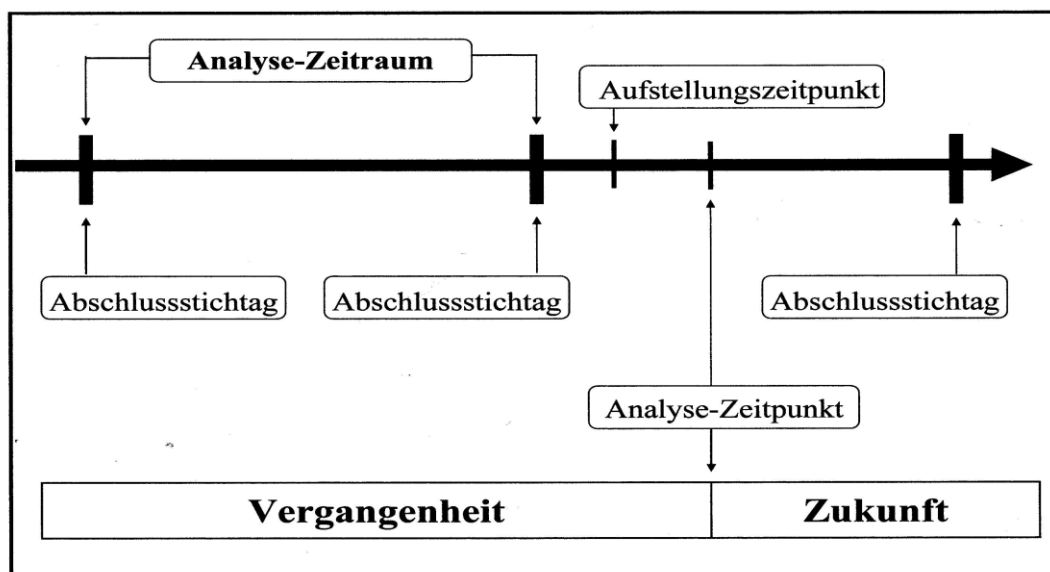 Analyse-Zeitraum
Aufstellungszeitpunkt
Abschlussstichtag
Abschlussstichtag
Abschlussstichtag
Analyse-Zeitpunkt
Vergangenheit
Zukunft